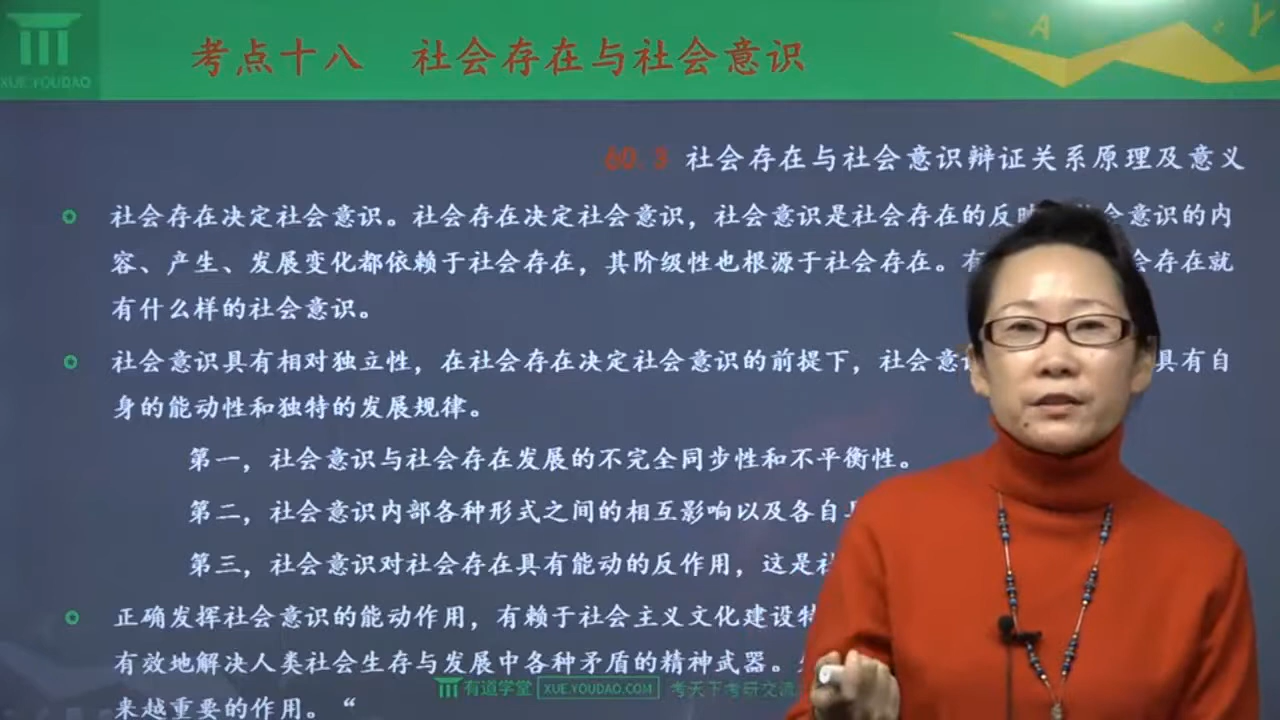 XUE.YOUDAO
考点十八 社会存在与社会意识
60.3 社会存在与社会意识辩证关系原理及意义
社会存在决定社会意识。社会存在决定社会意识，社会意识是社会存在的反映 会意识的内
容、产生、发展变化都依赖于社会存在，其阶级性也根源于社会存在。有 会存在就
有什么样的社会意识。
社会意识具有相对独立性，在社会存在决定社会意识的前提下，社会意 具有自
身的能动性和独特的发展规律。
第一，社会意识与社会存在发展的不完全同步性和不平衡性。
第二，社会意识内部各种形式之间的相互影响以及各自
第三，社会意识对社会存在具有能动的反作用，这是
正确发挥社会意识的能动作用，有赖于社会主义文化建设
有效地解决人类社会生存与发展中各种矛盾的精神武器。
来越重要的作用。“
有道学堂 XUE.YOUDAO.COM 考天下考研交流